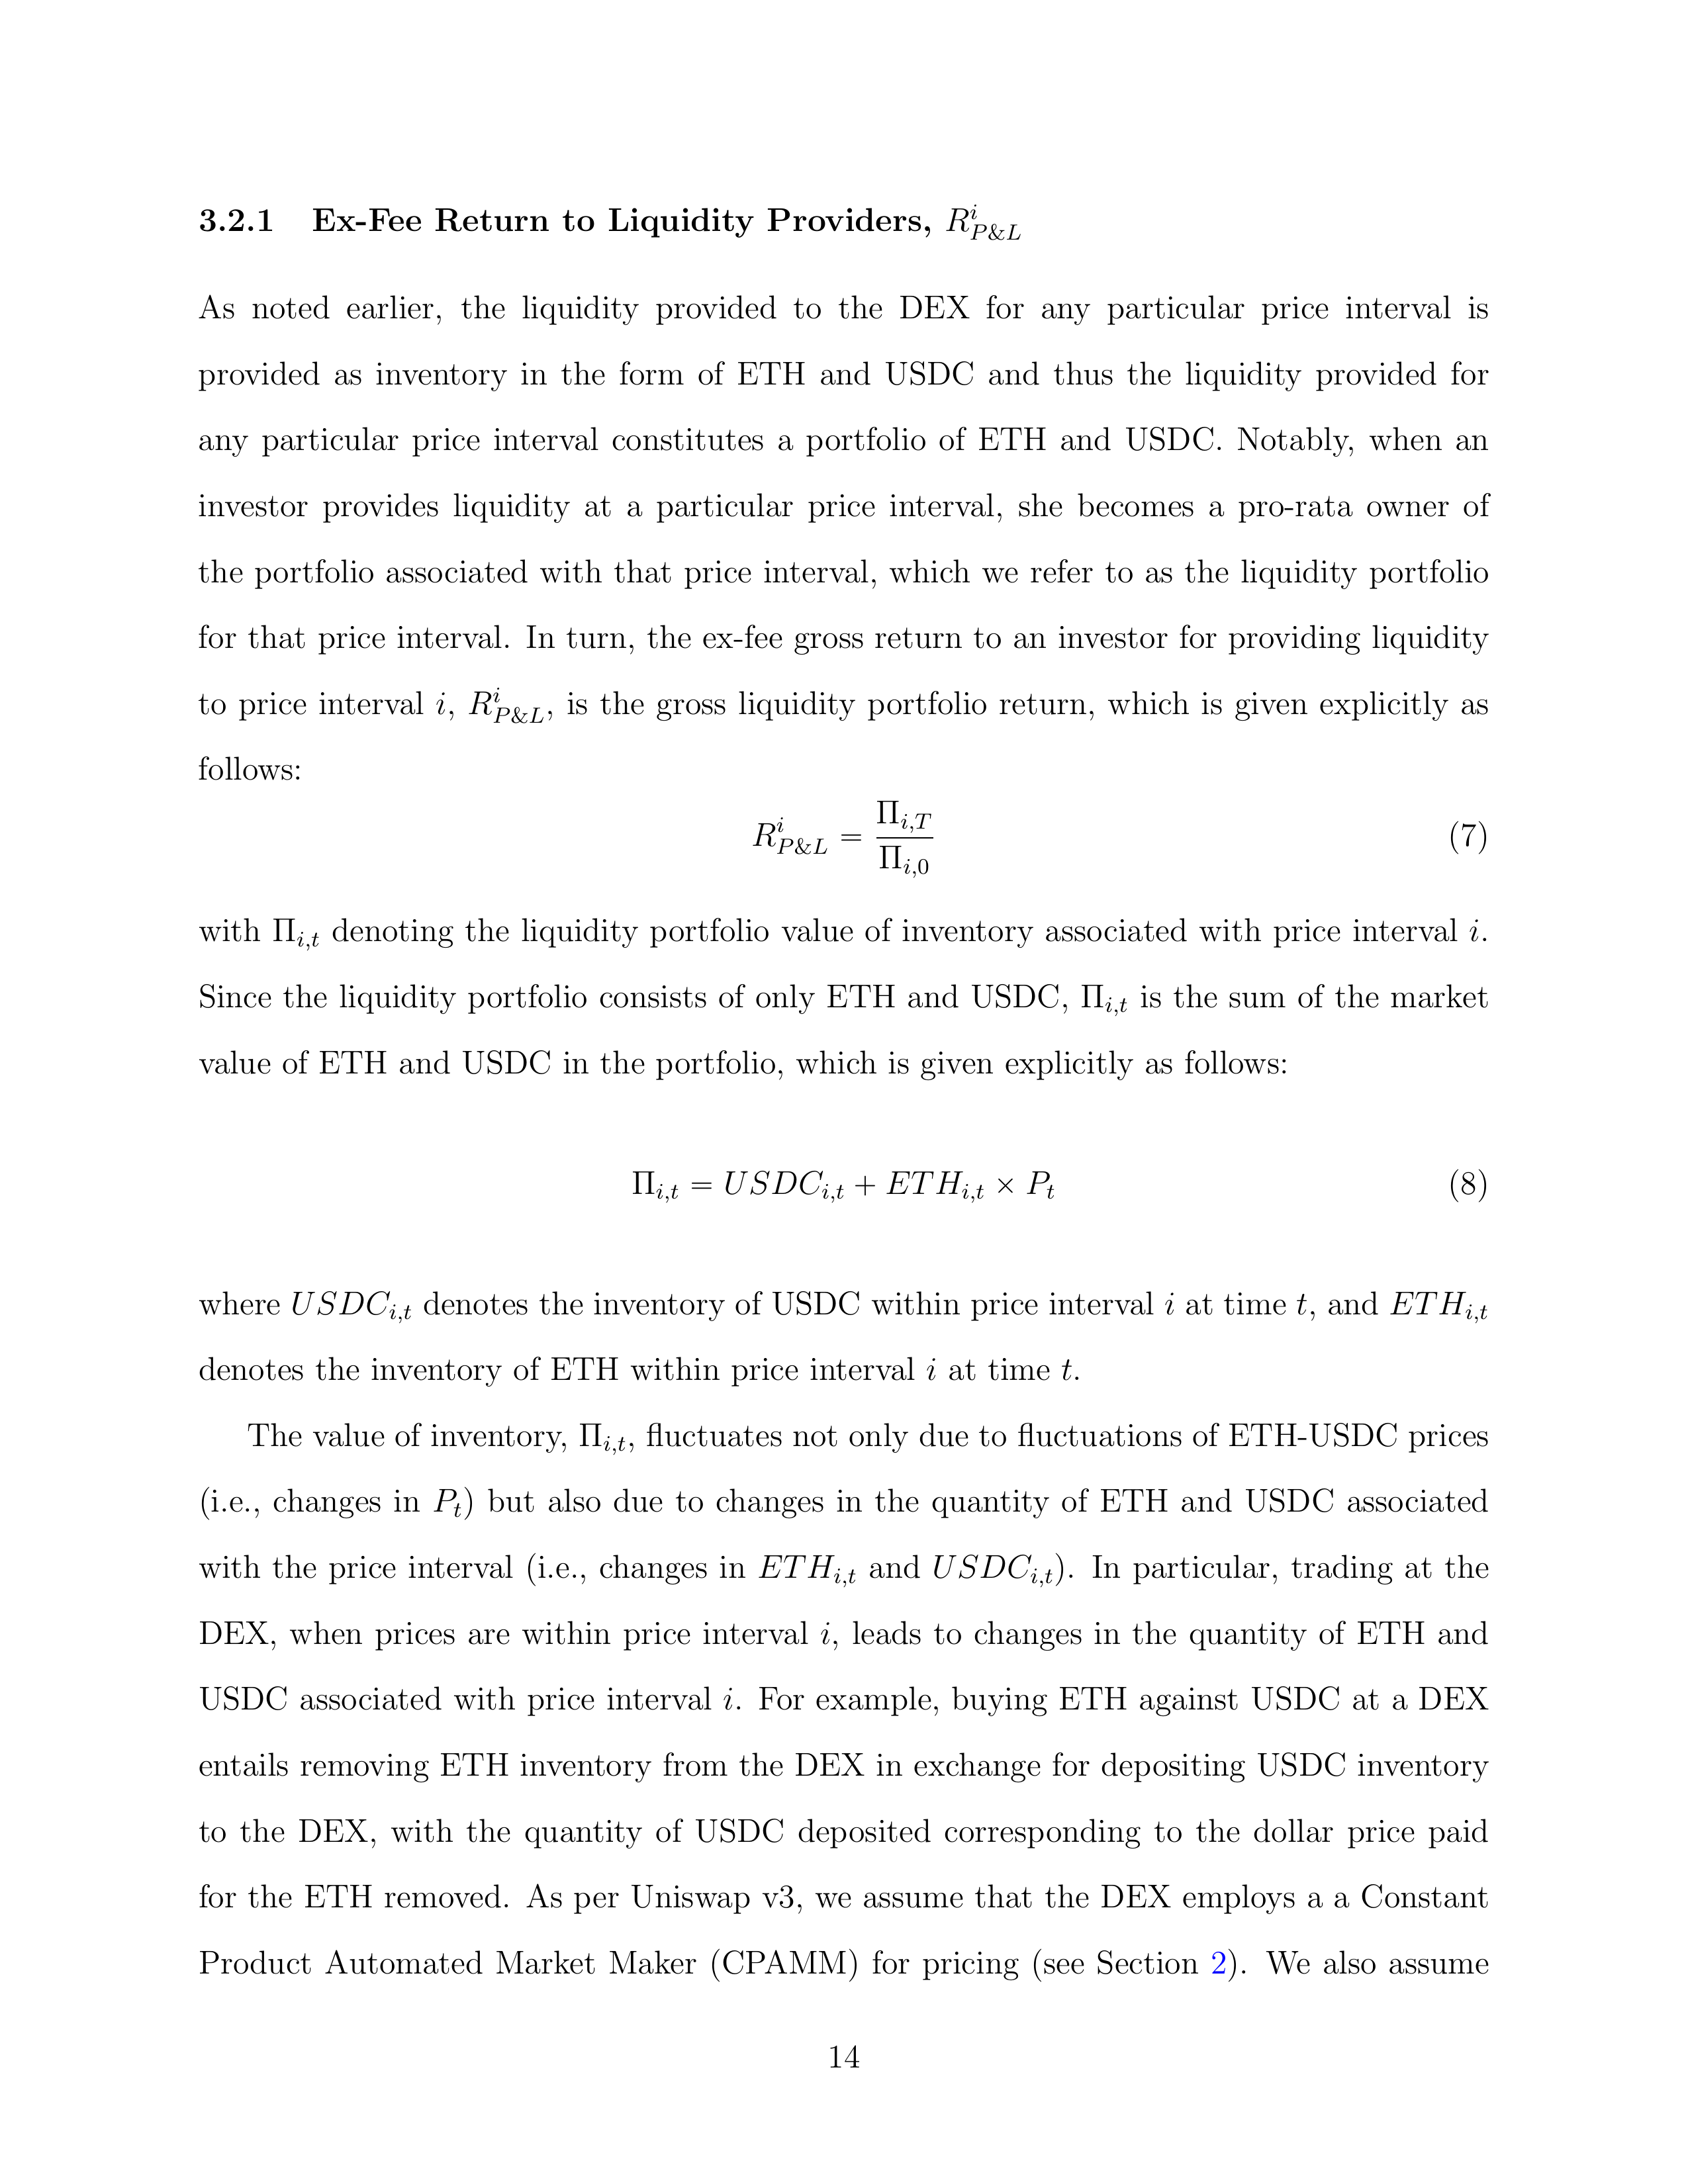 3.2.1 Ex-Fee Return to Liquidity Providers, $R^i_{P\&L}$
As noted earlier, the liquidity provided to the DEX for any particular price interval is
provided as inventory in the form of ETH and USDC and thus the liquidity provided for
any particular price interval constitutes a portfolio of ETH and USDC. Notably, when an
investor provides liquidity at a particular price interval, she becomes a pro-rata owner of
the portfolio associated with that price interval, which we refer to as the liquidity portfolio
for that price interval. In turn, the ex-fee gross return to an investor for providing liquidity
to price interval $i$, $R^i_{P\&L}$, is the gross liquidity portfolio return, which is given explicitly as
follows:
$R^i_{P\&L} = \frac{\Pi_{i,T}}{\Pi_{i,0}}$ (7)
with $\Pi_{i,t}$ denoting the liquidity portfolio value of inventory associated with price interval $i$.
Since the liquidity portfolio consists of only ETH and USDC, $\Pi_{i,t}$ is the sum of the market
value of ETH and USDC in the portfolio, which is given explicitly as follows:
$\Pi_{i,t} = USDC_{i,t} + ETH_{i,t} \times P_t$ (8)
where $USDC_{i,t}$ denotes the inventory of USDC within price interval $i$ at time $t$, and $ETH_{i,t}$
denotes the inventory of ETH within price interval $i$ at time $t$.
The value of inventory, $\Pi_{i,t}$, fluctuates not only due to fluctuations of ETH-USDC prices
(i.e., changes in $P_t$) but also due to changes in the quantity of ETH and USDC associated
with the price interval (i.e., changes in $ETH_{i,t}$ and $USDC_{i,t}$). In particular, trading at the
DEX, when prices are within price interval $i$, leads to changes in the quantity of ETH and
USDC associated with price interval $i$. For example, buying ETH against USDC at a DEX
entails removing ETH inventory from the DEX in exchange for depositing USDC inventory
to the DEX, with the quantity of USDC deposited corresponding to the dollar price paid
for the ETH removed. As per Uniswap v3, we assume that the DEX employs a a Constant
Product Automated Market Maker (CPAMM) for pricing (see Section 2). We also assume
14